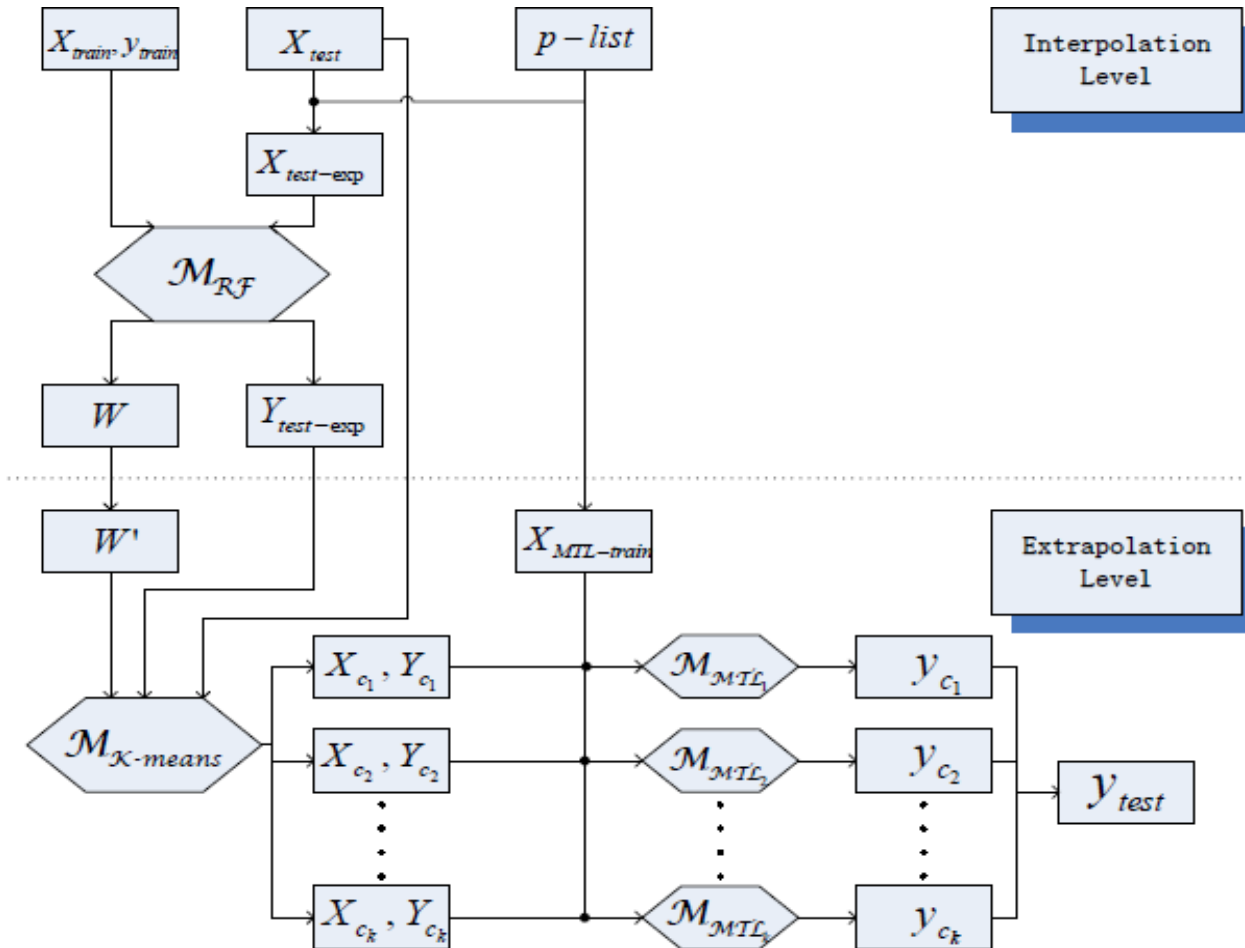 X_train, y_train
X_test
p – list
Interpolation
Level
X_test–exp
M_RF
W
Y_test–exp
W'
X_MTL–train
Extrapolation
Level
X_c₁, Y_c₁
M_MTL₁
y_c₁
M_K-means
X_c₂, Y_c₂
M_MTL₂
y_c₂
y_test
X_cₖ, Y_cₖ
M_MTLₖ
y_cₖ